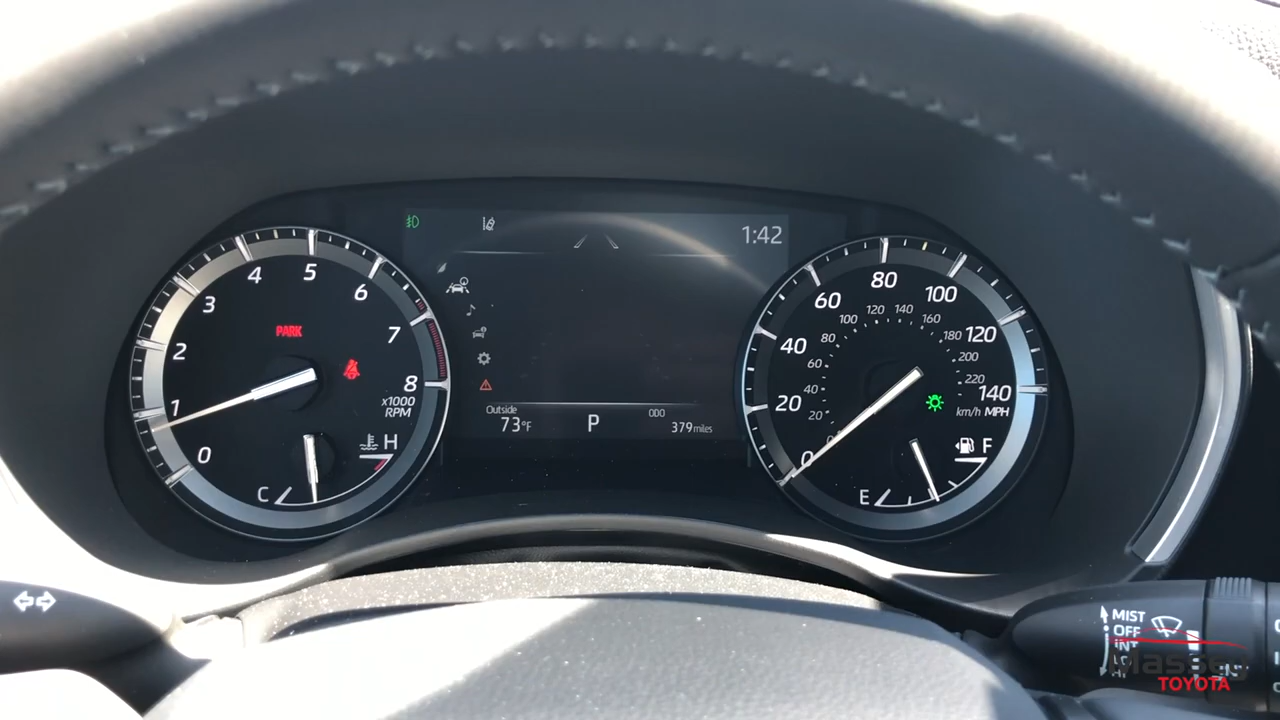 1:42
0
1
2
3
4
5
6
7
8
x1000
RPM
PARK
C
H
Outside
73°F
P
ODO
379 miles
0
20
40
60
80
100
120
140
MPH
km/h
20
40
60
80
100
120
140
160
180
200
220
E
F
MIST
OFF
INT
Massey
TOYOTA